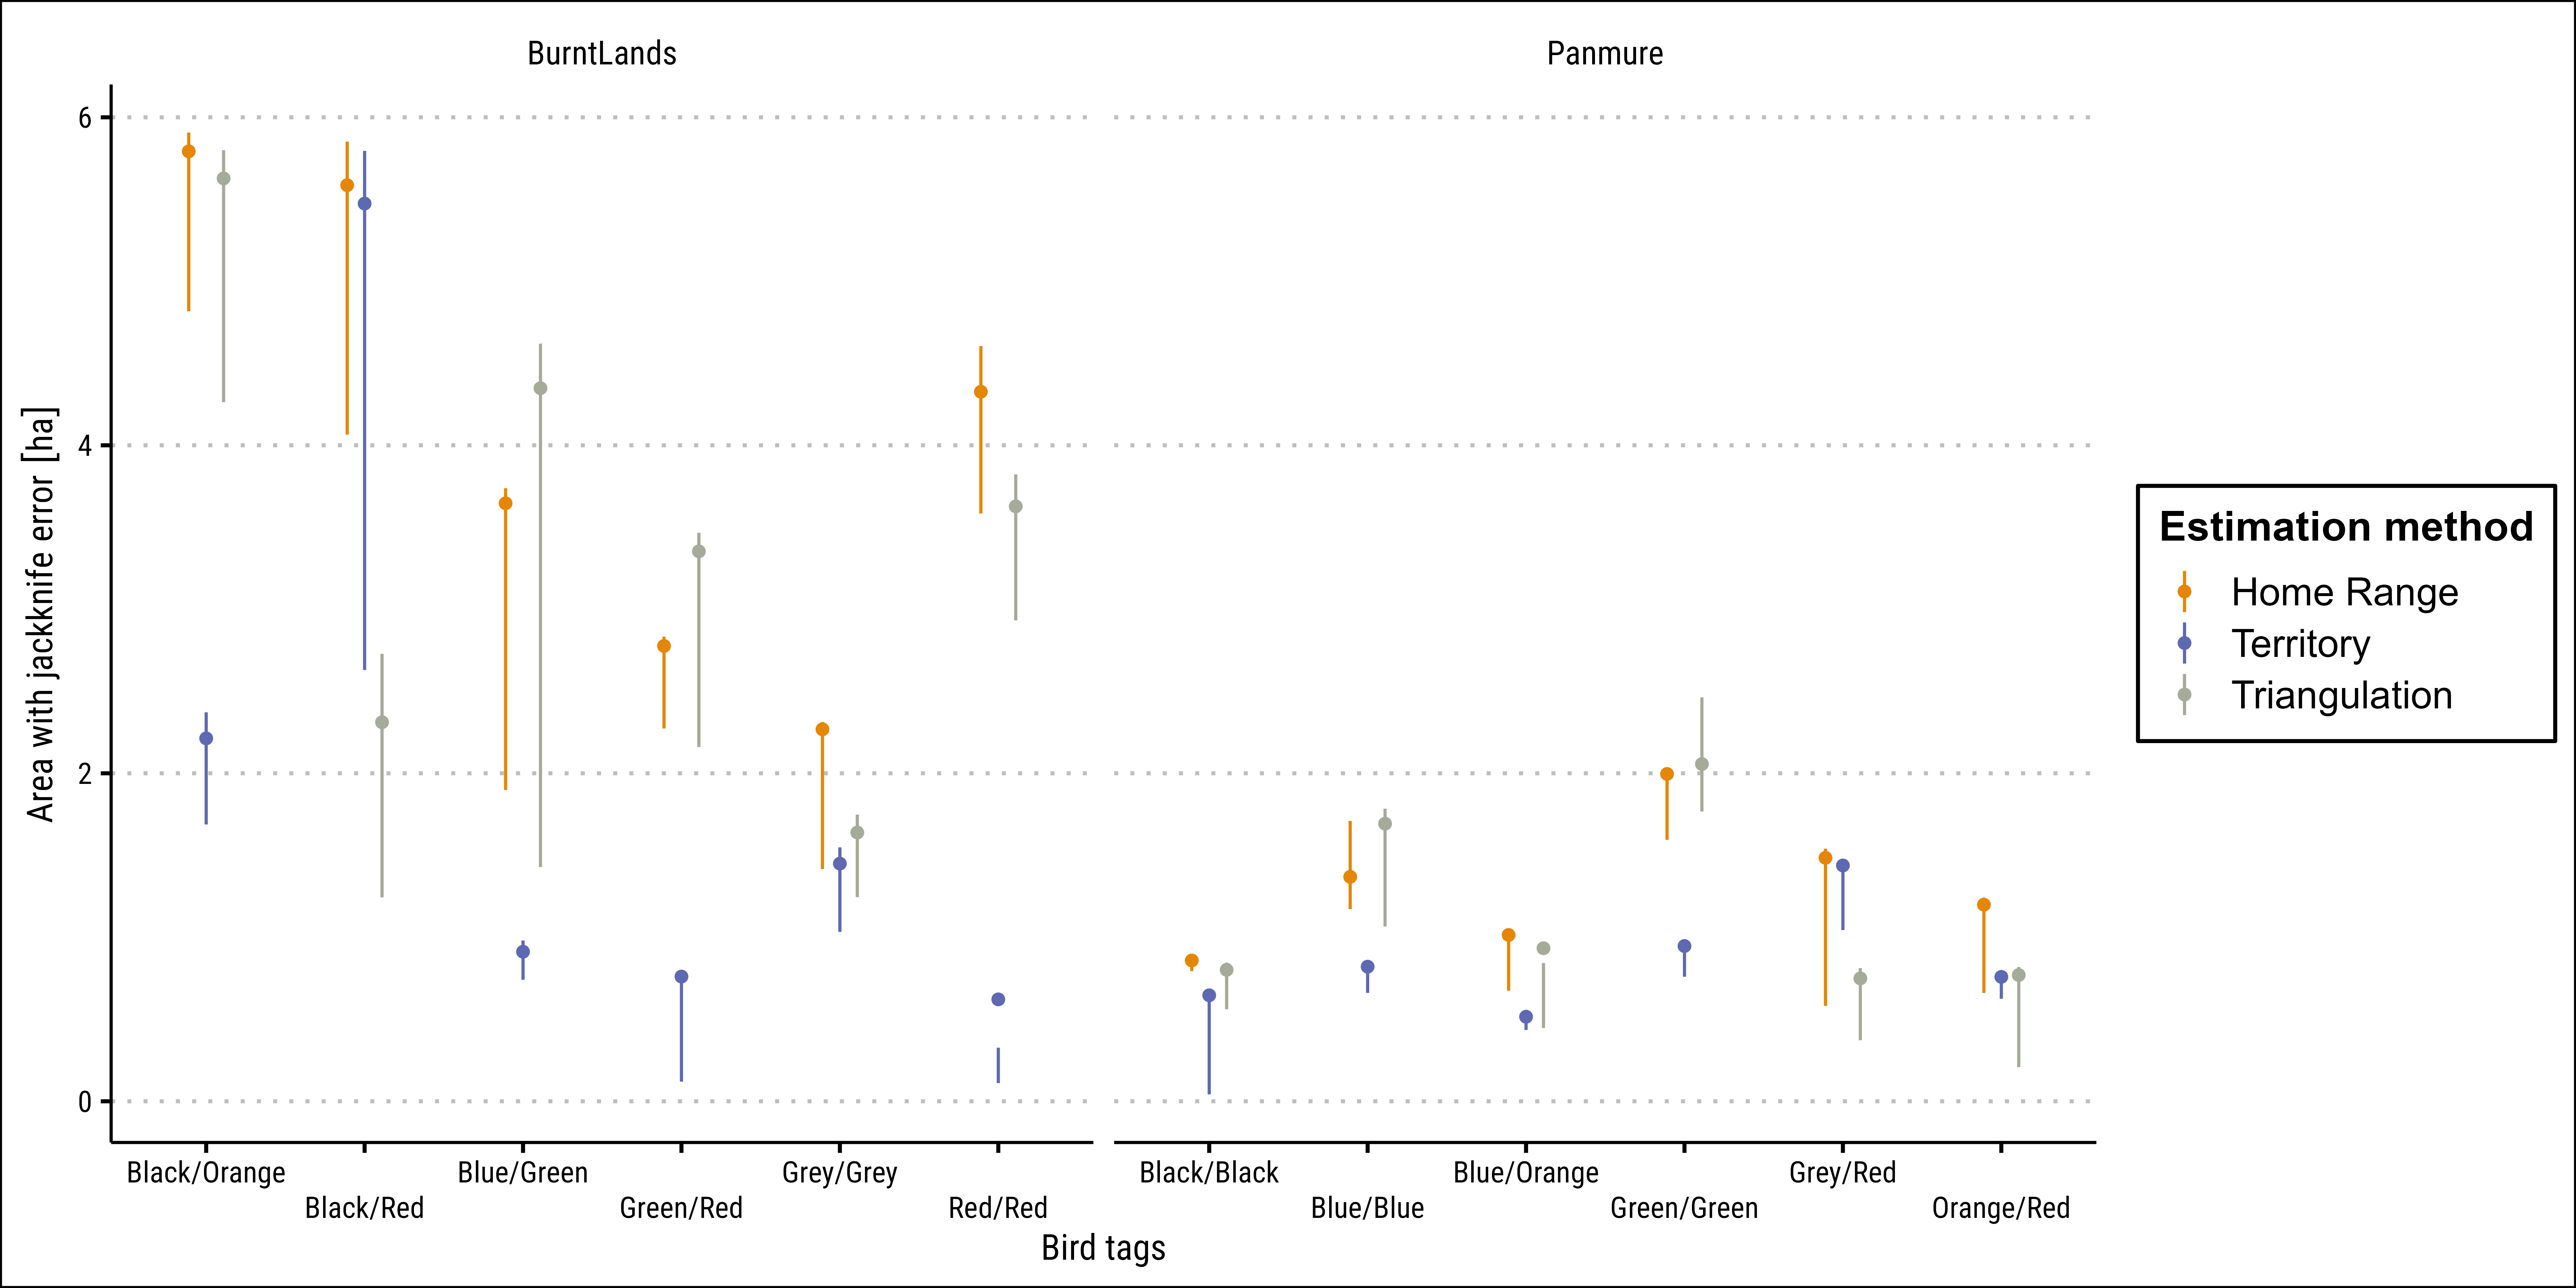 BurntLands
Panmure
Area with jackknife error [ha]
6
4
2
0
Estimation method
Home Range
Territory
Triangulation
Black/Orange
Black/Red
Blue/Green
Green/Red
Grey/Grey
Red/Red
Black/Black
Blue/Blue
Blue/Orange
Green/Green
Grey/Red
Orange/Red
Bird tags